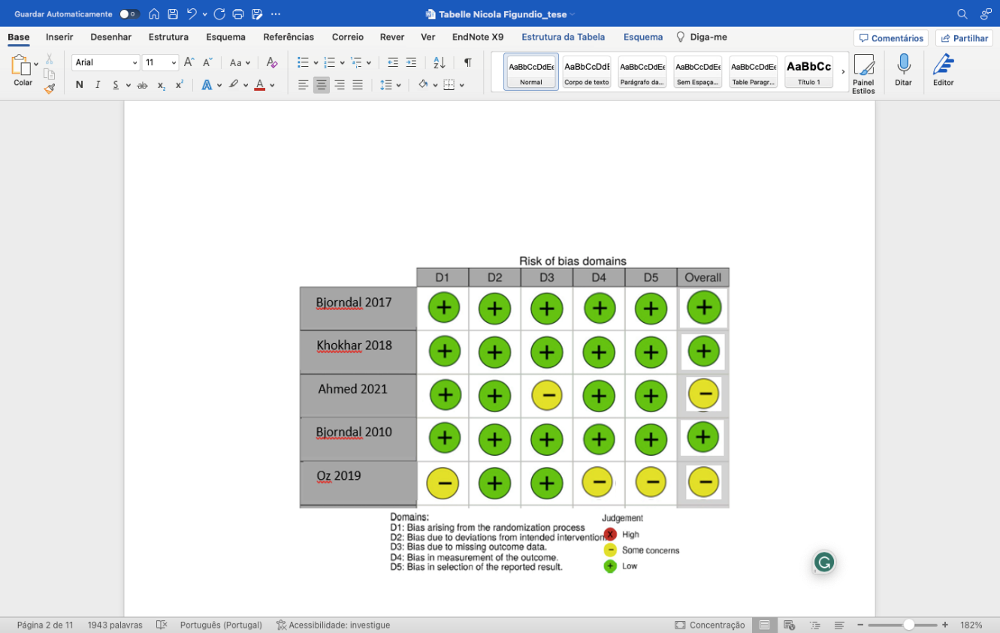 Guardar Automaticamente
Tabelle Nicola Figundio_tese
Base Inserir Desenhar Estrutura Esquema Referências Correio Rever Ver EndNote X9 Estrutura da Tabela Esquema Diga-me Comentários Partilhar
Colar
Arial 11
N I S ab x₂ x²
AaBbCcDdEe AaBbCcDdE AaBbCcDdEe AaBbCcDdEe AaBbCcDdEe AaBbCc
Normal Corpo de texto Parágrafo da... Sem Espaça... Table Paragr... Título 1
Painel Estilos
Ditar
Editor
Risk of bias domains
D1 D2 D3 D4 D5 Overall
Bjorndal 2017 + + + + + +
Khokhar 2018 + + + + + +
Ahmed 2021 + + − + + −
Bjorndal 2010 + + + + + +
Oz 2019 − + + − − −
Domains:
D1: Bias arising from the randomization process
D2: Bias due to deviations from intended intervention
D3: Bias due to missing outcome data.
D4: Bias in measurement of the outcome.
D5: Bias in selection of the reported result.
Judgement
X High
− Some concerns
+ Low
Página 2 de 11 1943 palavras Português (Portugal) Acessibilidade: investigue Concentração 182%